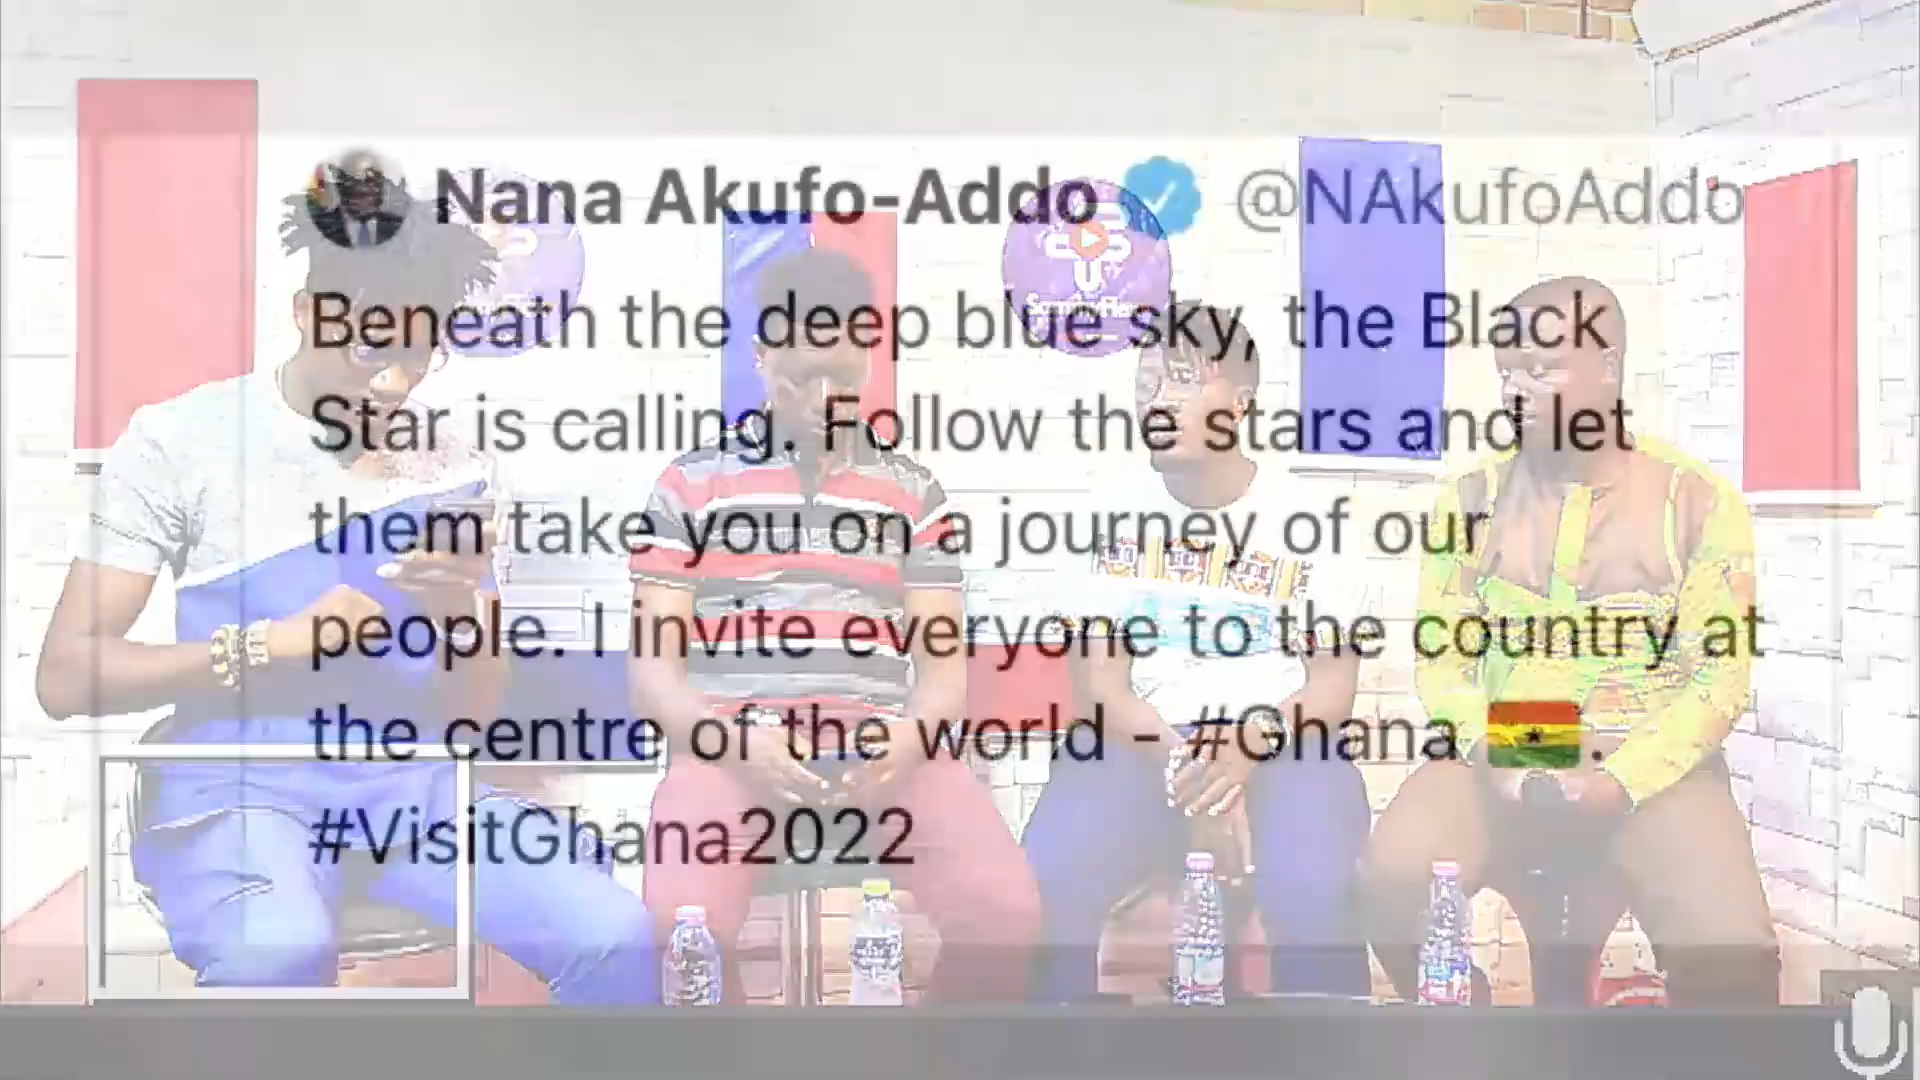 Nana Akufo-Addo @NAkufoAddo
Beneath the deep blue sky, the Black
Star is calling. Follow the stars and let
them take you on a journey of our
people. I invite everyone to the country at
the centre of the world - #Ghana 🇬🇭.
#VisitGhana2022